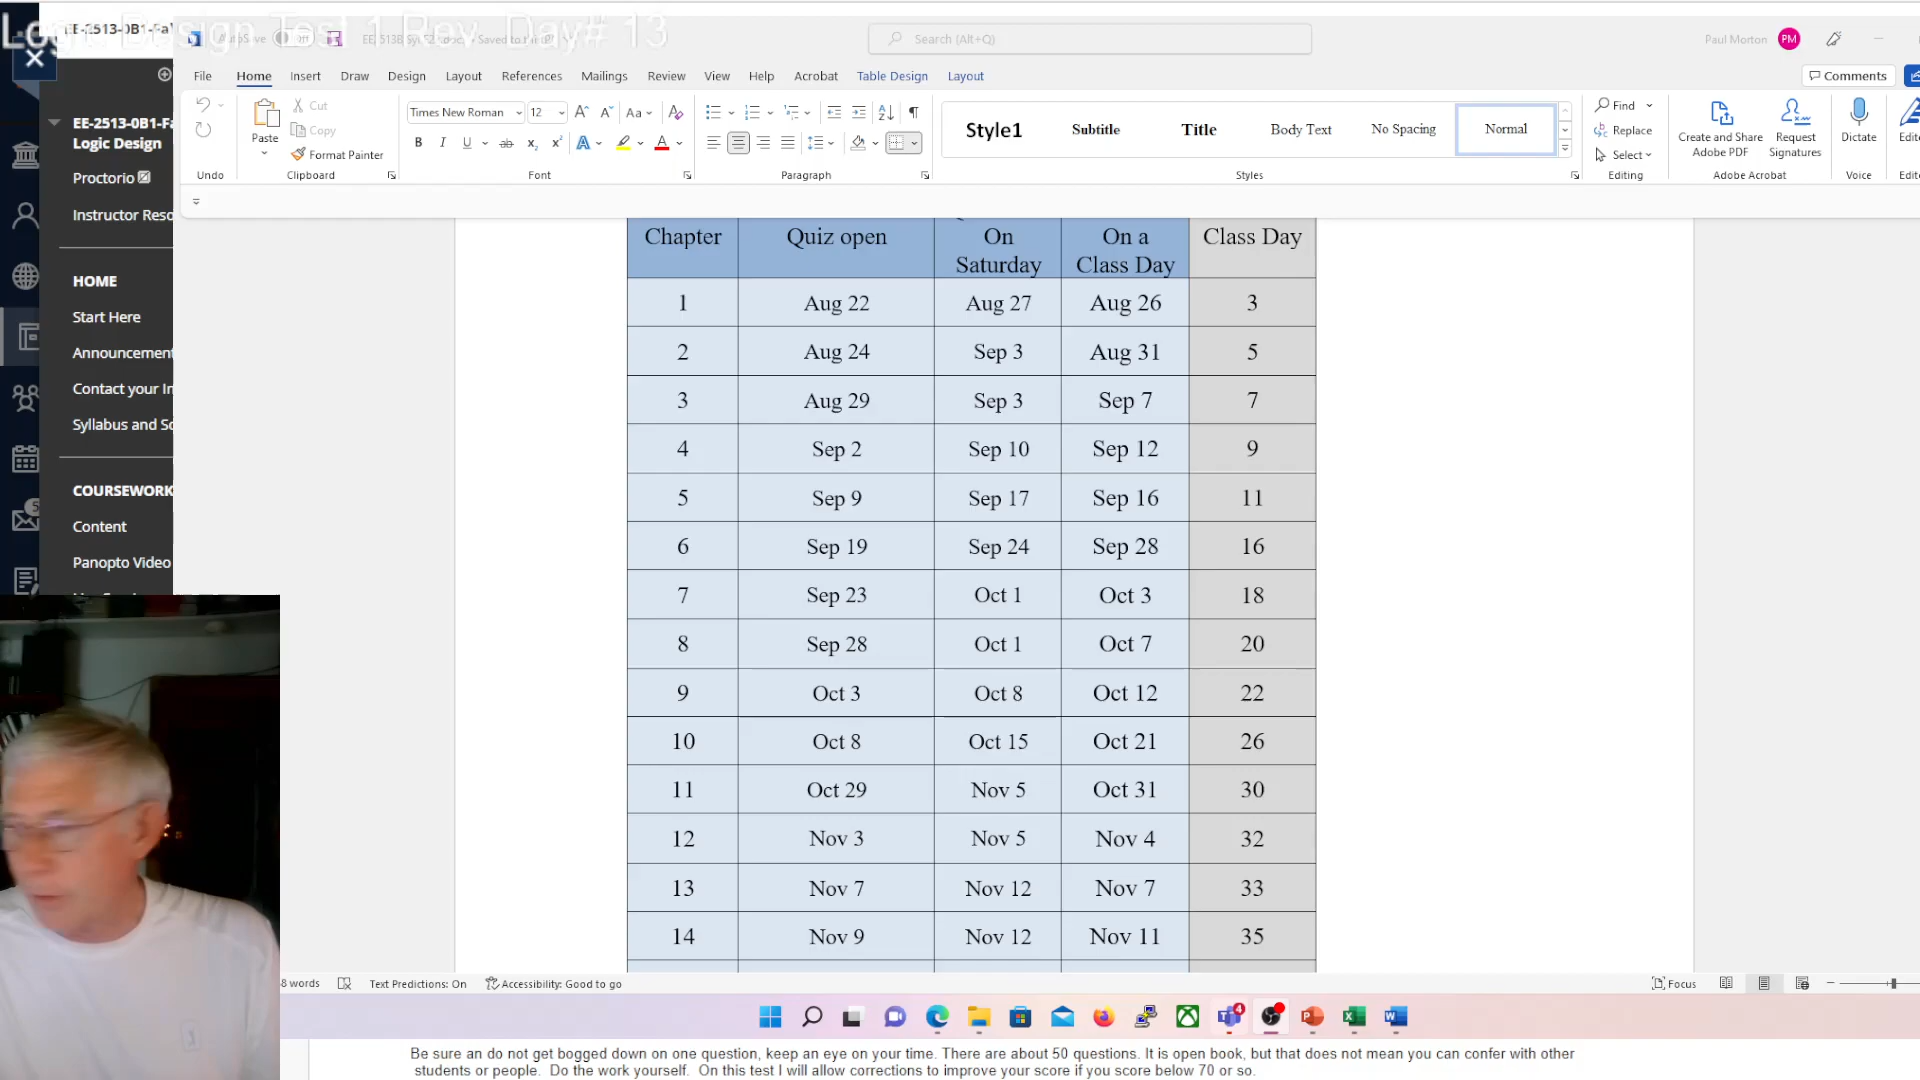 Logic Design Test 1 Rev. Day# 13
EE-2513-0B1-Fa
AutoSave
Off
Search (Alt+Q)
Paul Morton
PM
File
Home
Insert
Draw
Design
Layout
References
Mailings
Review
View
Help
Acrobat
Table Design
Layout
Comments
Paste
Cut
Copy
Format Painter
Times New Roman
12
Style1
Subtitle
Title
Body Text
No Spacing
Normal
Find
Replace
Select
Create and Share
Adobe PDF
Request
Signatures
Dictate
Undo
Clipboard
Font
Paragraph
Styles
Editing
Adobe Acrobat
Voice
EE-2513-0B1-Fa
Logic Design
Proctorio
Instructor Reso
HOME
Start Here
Announcement
Contact your In
Syllabus and Sc
COURSEWORK
Content
Panopto Video
5
Chapter
Quiz open
On
Saturday
On a
Class Day
Class Day
1 Aug 22 Aug 27 Aug 26 3
2 Aug 24 Sep 3 Aug 31 5
3 Aug 29 Sep 3 Sep 7 7
4 Sep 2 Sep 10 Sep 12 9
5 Sep 9 Sep 17 Sep 16 11
6 Sep 19 Sep 24 Sep 28 16
7 Sep 23 Oct 1 Oct 3 18
8 Sep 28 Oct 1 Oct 7 20
9 Oct 3 Oct 8 Oct 12 22
10 Oct 8 Oct 15 Oct 21 26
11 Oct 29 Nov 5 Oct 31 30
12 Nov 3 Nov 5 Nov 4 32
13 Nov 7 Nov 12 Nov 7 33
14 Nov 9 Nov 12 Nov 11 35
8 words
Text Predictions: On
Accessibility: Good to go
Focus
4
Be sure an do not get bogged down on one question, keep an eye on your time. There are about 50 questions. It is open book, but that does not mean you can confer with other
students or people. Do the work yourself. On this test I will allow corrections to improve your score if you score below 70 or so.